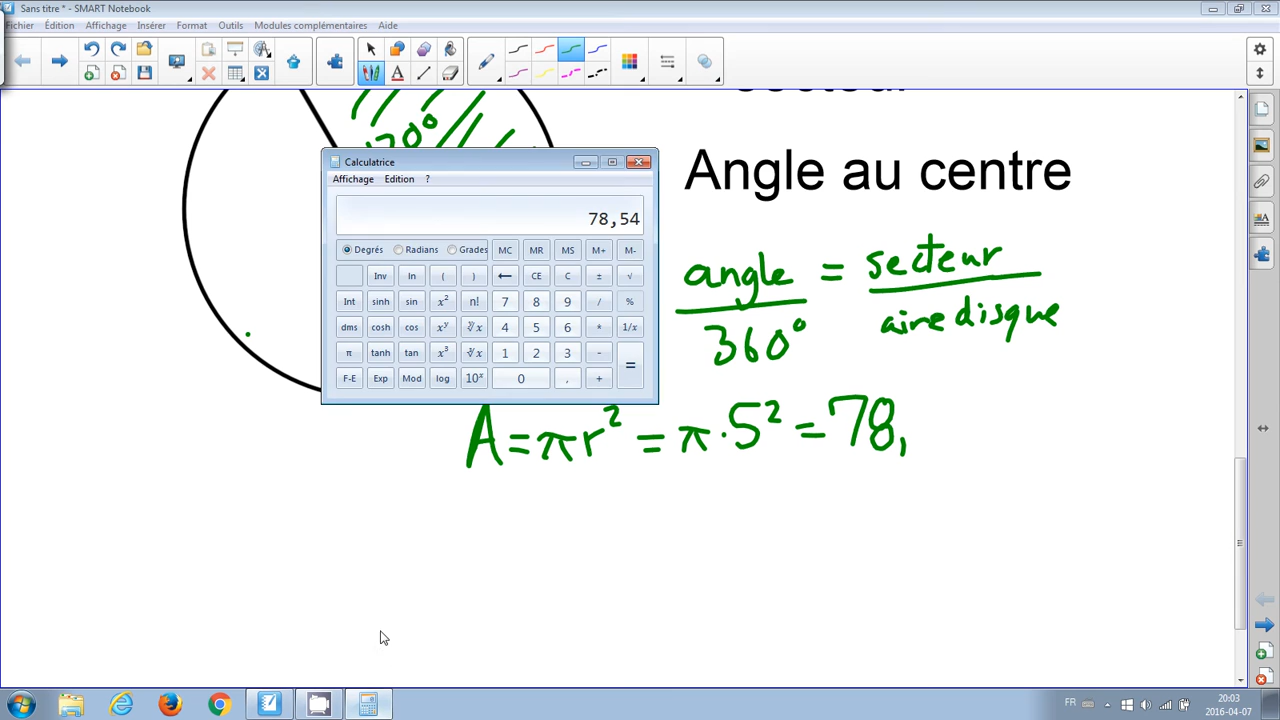 Sans titre * - SMART Notebook
Fichier Édition Affichage Insérer Format Outils Modules complémentaires Aide
secteur
120°
Angle au centre
Calculatrice
Affichage Edition ?
78,54
Degrés Radians Grades MC MR MS M+ M-
Inv ln ( ) ← CE C ± √
Int sinh sin x² n! 7 8 9 / %
dms cosh cos xʸ ʸ√x 4 5 6 * 1/x
π tanh tan x³ ³√x 1 2 3 - =
F-E Exp Mod log 10ˣ 0 , +
angle = secteur
360° aire disque
A = πr² = π·5² = 78,
FR 20:03
2016-04-07